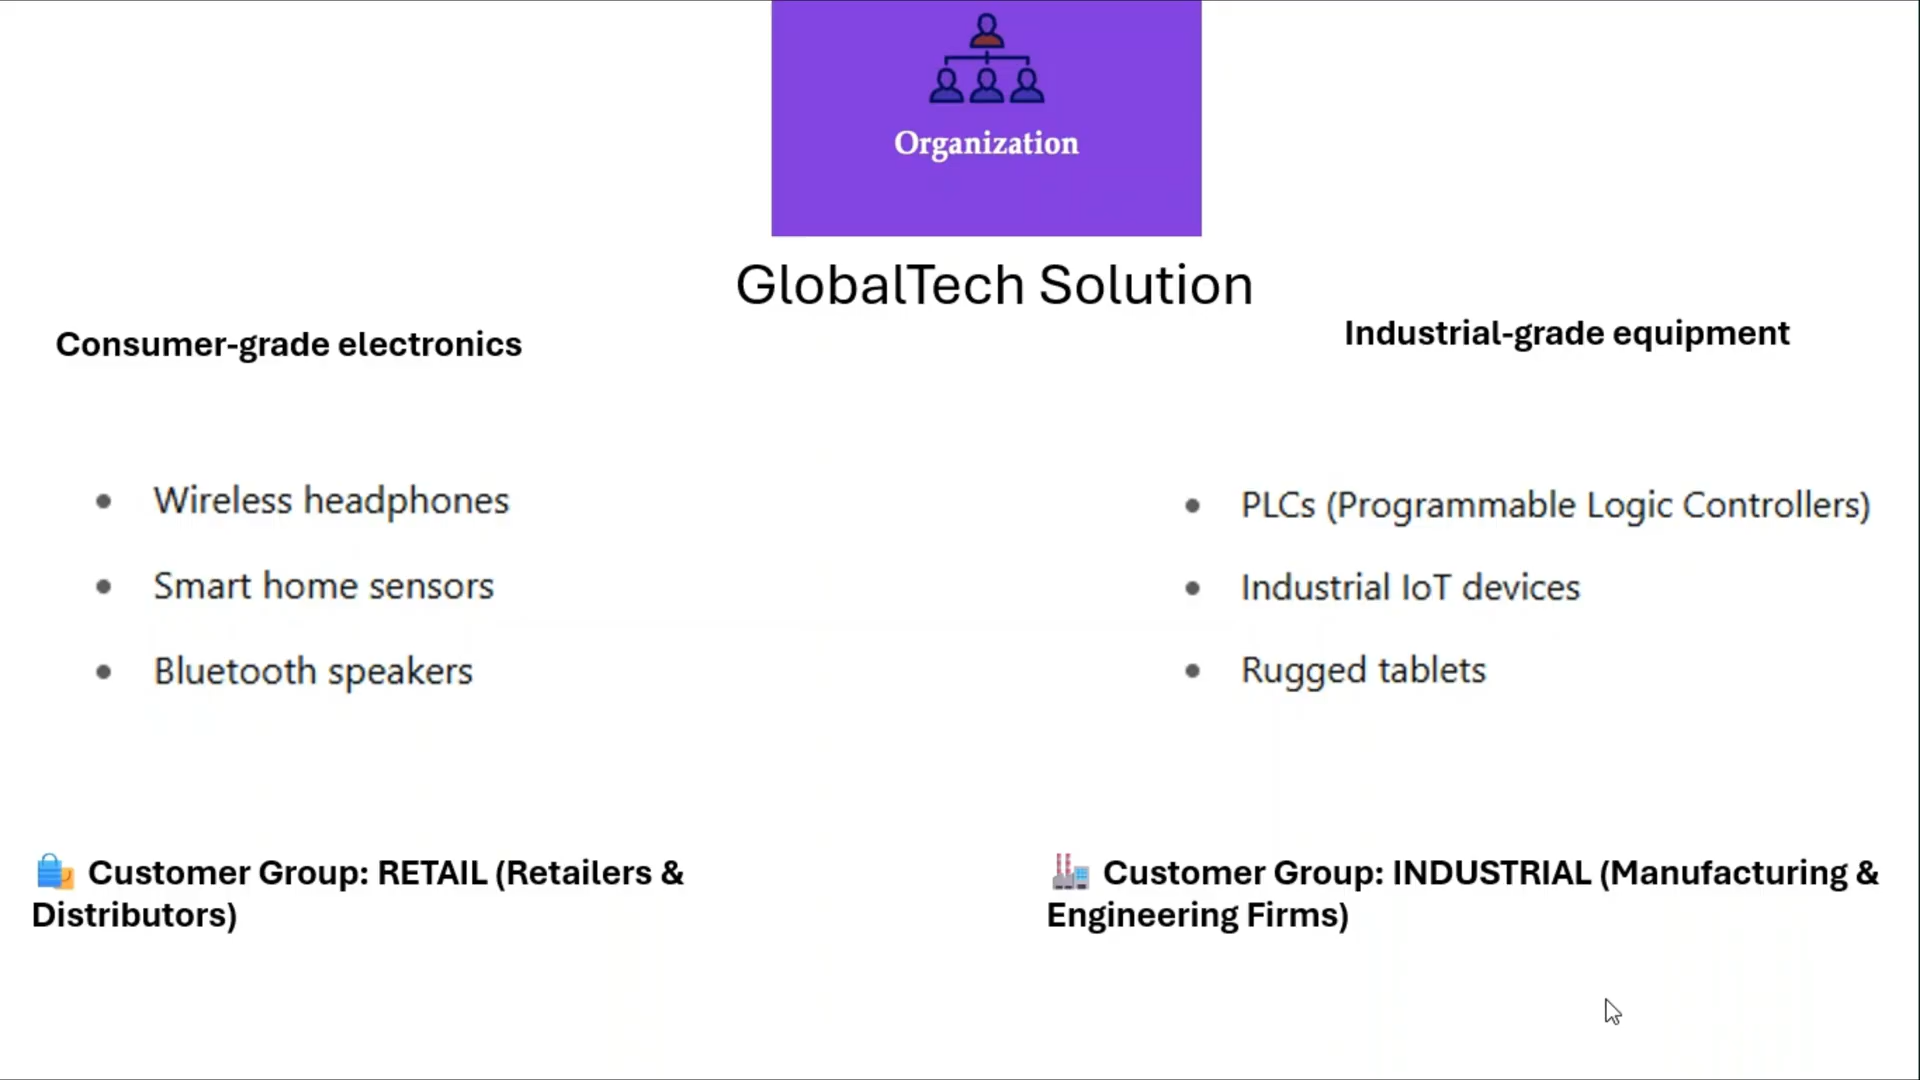 Organization
GlobalTech Solution
Consumer-grade electronics
Wireless headphones
Smart home sensors
Bluetooth speakers
Customer Group: RETAIL (Retailers &
Distributors)
Industrial-grade equipment
PLCs (Programmable Logic Controllers)
Industrial IoT devices
Rugged tablets
Customer Group: INDUSTRIAL (Manufacturing &
Engineering Firms)